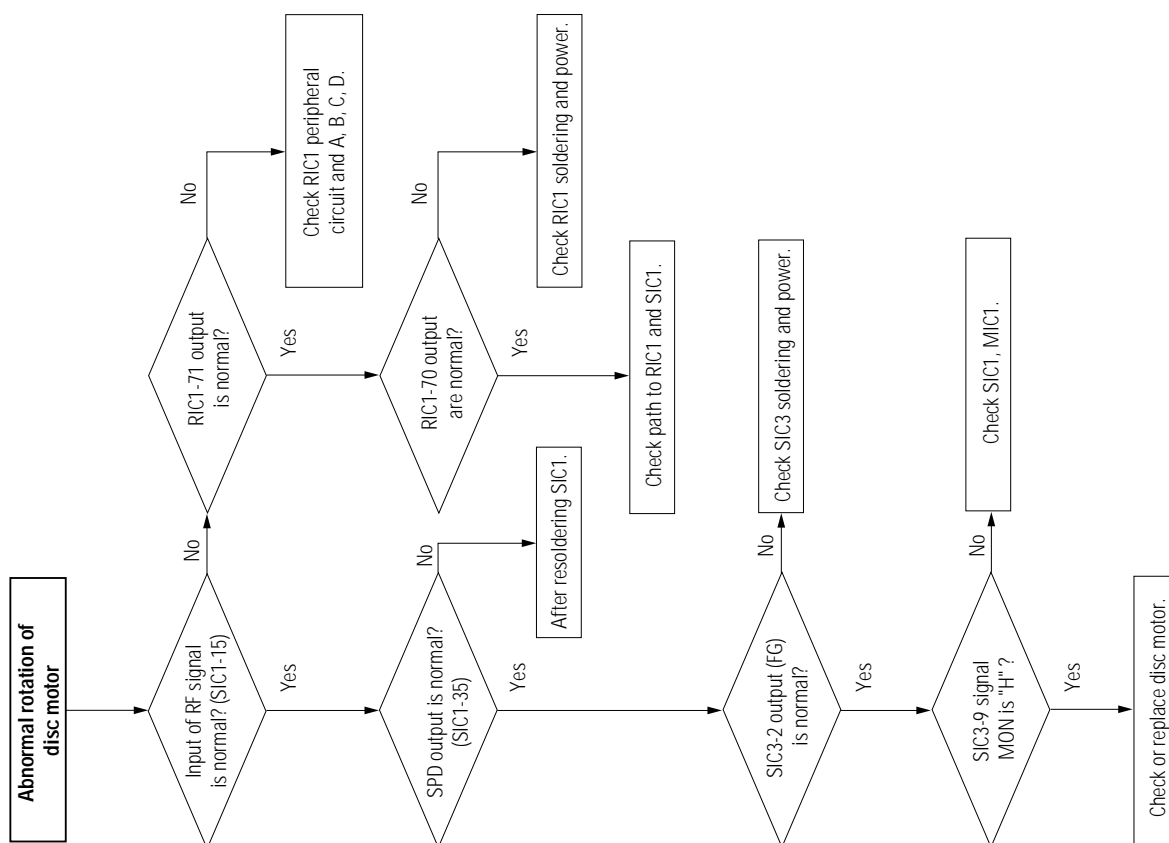 Abnormal rotation of
disc motor
Input of RF signal
is normal? (SIC1-15)
No
Yes
RIC1-71 output
is normal?
No
Check RIC1 peripheral
circuit and A, B, C, D.
Yes
RIC1-70 output
are normal?
No
Check RIC1 soldering and power.
Yes
Check path to RIC1 and SIC1.
SPD output is normal?
(SIC1-35)
No
After resoldering SIC1.
Yes
SIC3-2 output (FG)
is normal?
No
Check SIC3 soldering and power.
Yes
SIC3-9 signal
MON is "H" ?
No
Check SIC1, MIC1.
Yes
Check or replace disc motor.